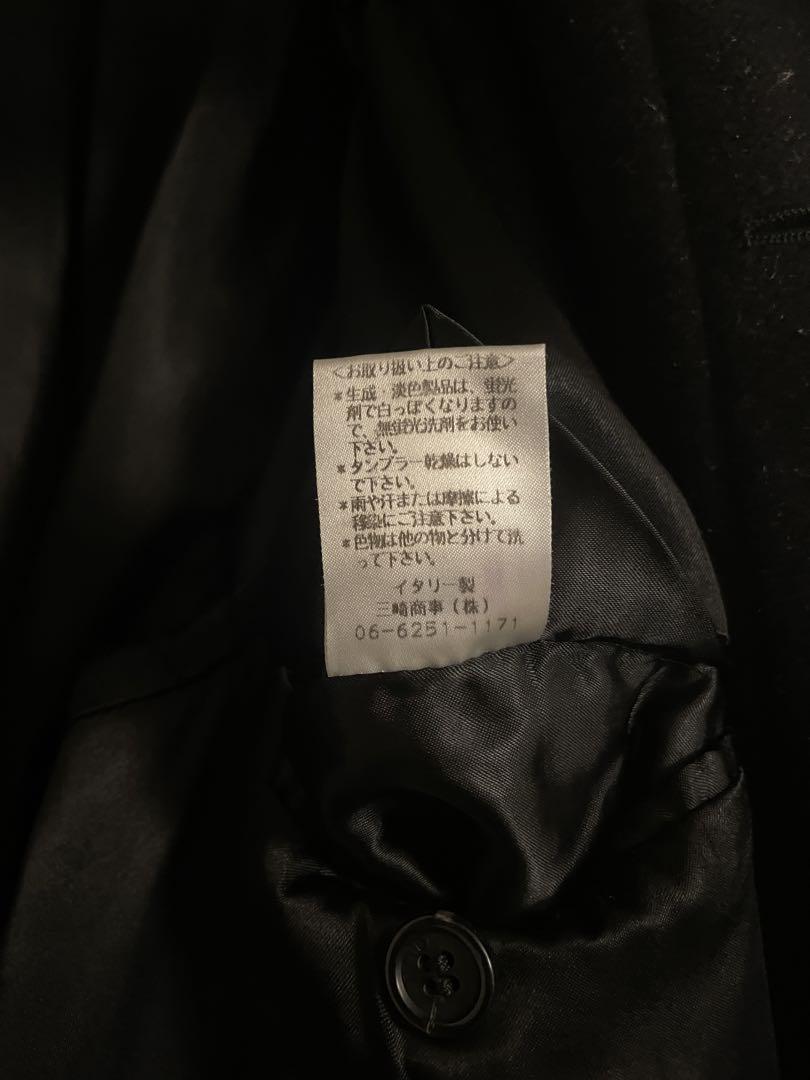 <お取り扱い上のご注意>
*生成・淡色製品は、蛍光
剤で白っぽくなりますの
で、無蛍光洗剤をお使い
下さい。
*タンブラー乾燥はしない
で下さい。
*雨や汗または摩擦による
移染にご注意下さい。
*色物は他の物と分けて洗
って下さい。
イタリー製
三崎商事(株)
06-6251-1171